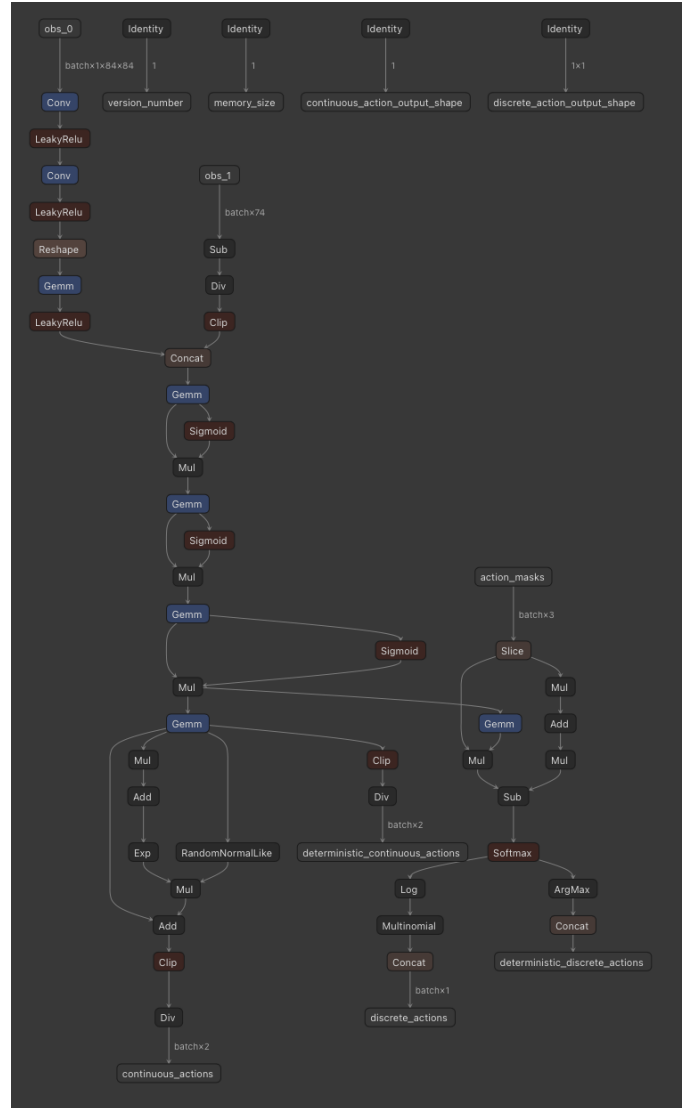 obs_0 Identity Identity Identity Identity
batch×1×84×84 1 1 1 1×1
Conv version_number memory_size continuous_action_output_shape discrete_action_output_shape
LeakyRelu
Conv obs_1
LeakyRelu
batch×74
Reshape Sub
Gemm Div
LeakyRelu Clip
Concat
Gemm
Sigmoid
Mul
Gemm
Sigmoid
Mul action_masks
Gemm batch×3
Sigmoid Slice
Mul Mul
Gemm Gemm Add
Mul Clip Mul Mul
Add Div Sub
batch×2
Exp RandomNormalLike deterministic_continuous_actions Softmax
Mul Log ArgMax
Add Multinomial Concat
Clip Concat deterministic_discrete_actions
batch×1
Div discrete_actions
batch×2
continuous_actions